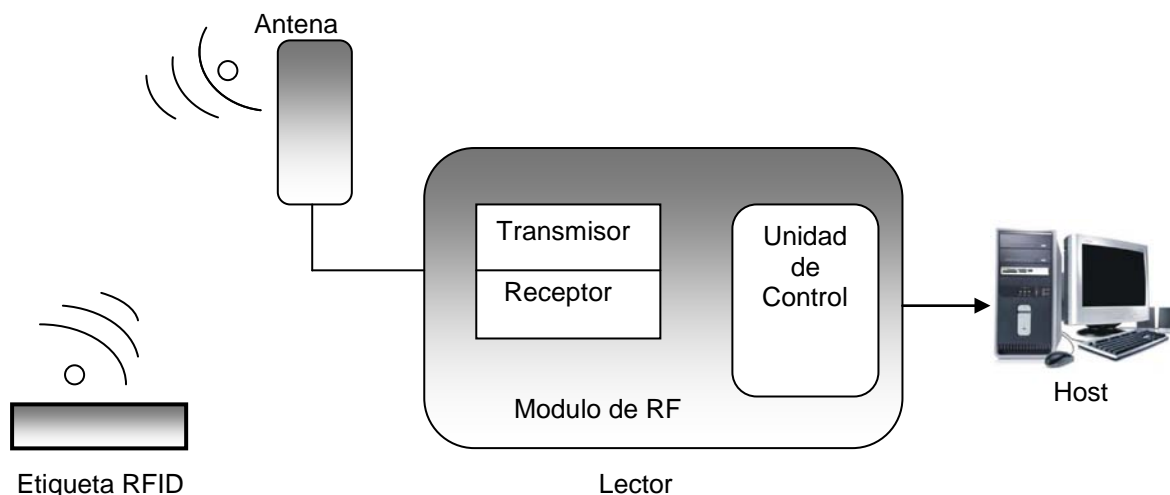 Antena
Transmisor
Receptor
Unidad
de
Control
Modulo de RF
Host
Etiqueta RFID
Lector